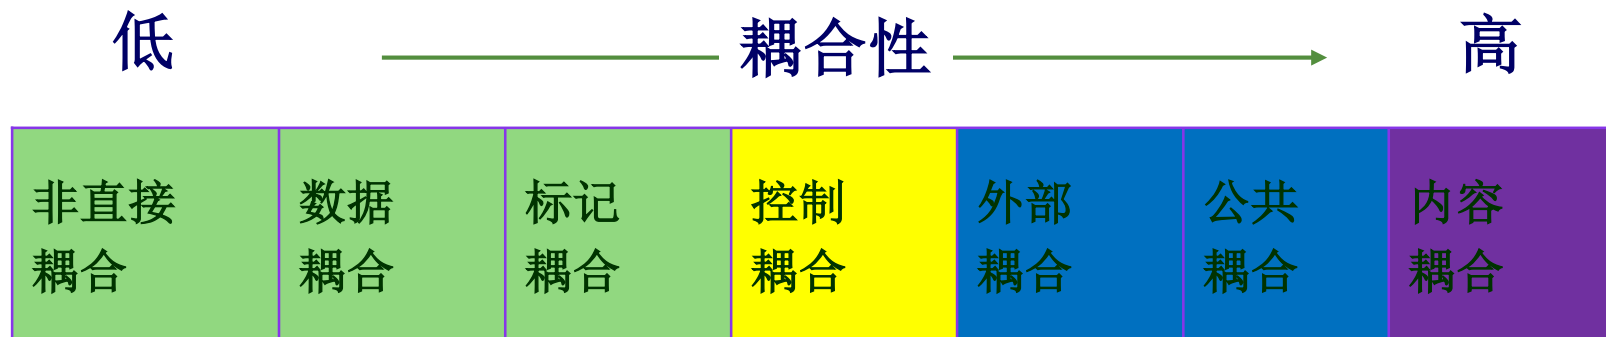 低 耦合性 高
非直接 数据 标记 控制 外部 公共 内容
耦合 耦合 耦合 耦合 耦合 耦合 耦合